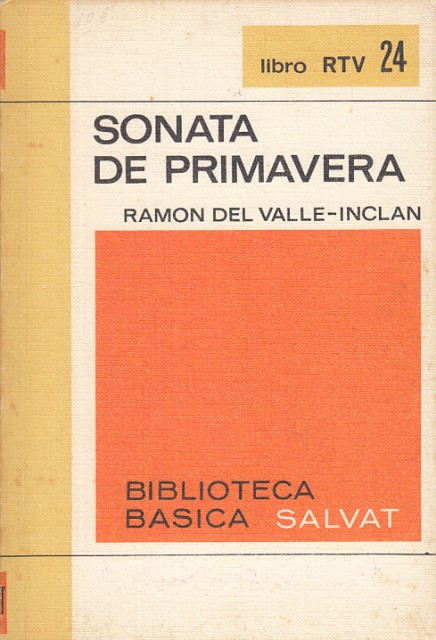 libro RTV 24
SONATA
DE PRIMAVERA
RAMON DEL VALLE-INCLAN
BIBLIOTECA
BASICA SALVAT